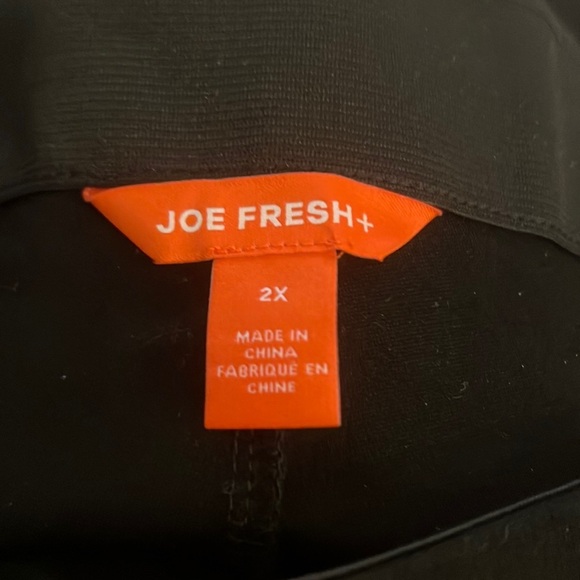 JOE FRESH+
2X
MADE IN
CHINA
FABRIQUÉ EN
CHINE